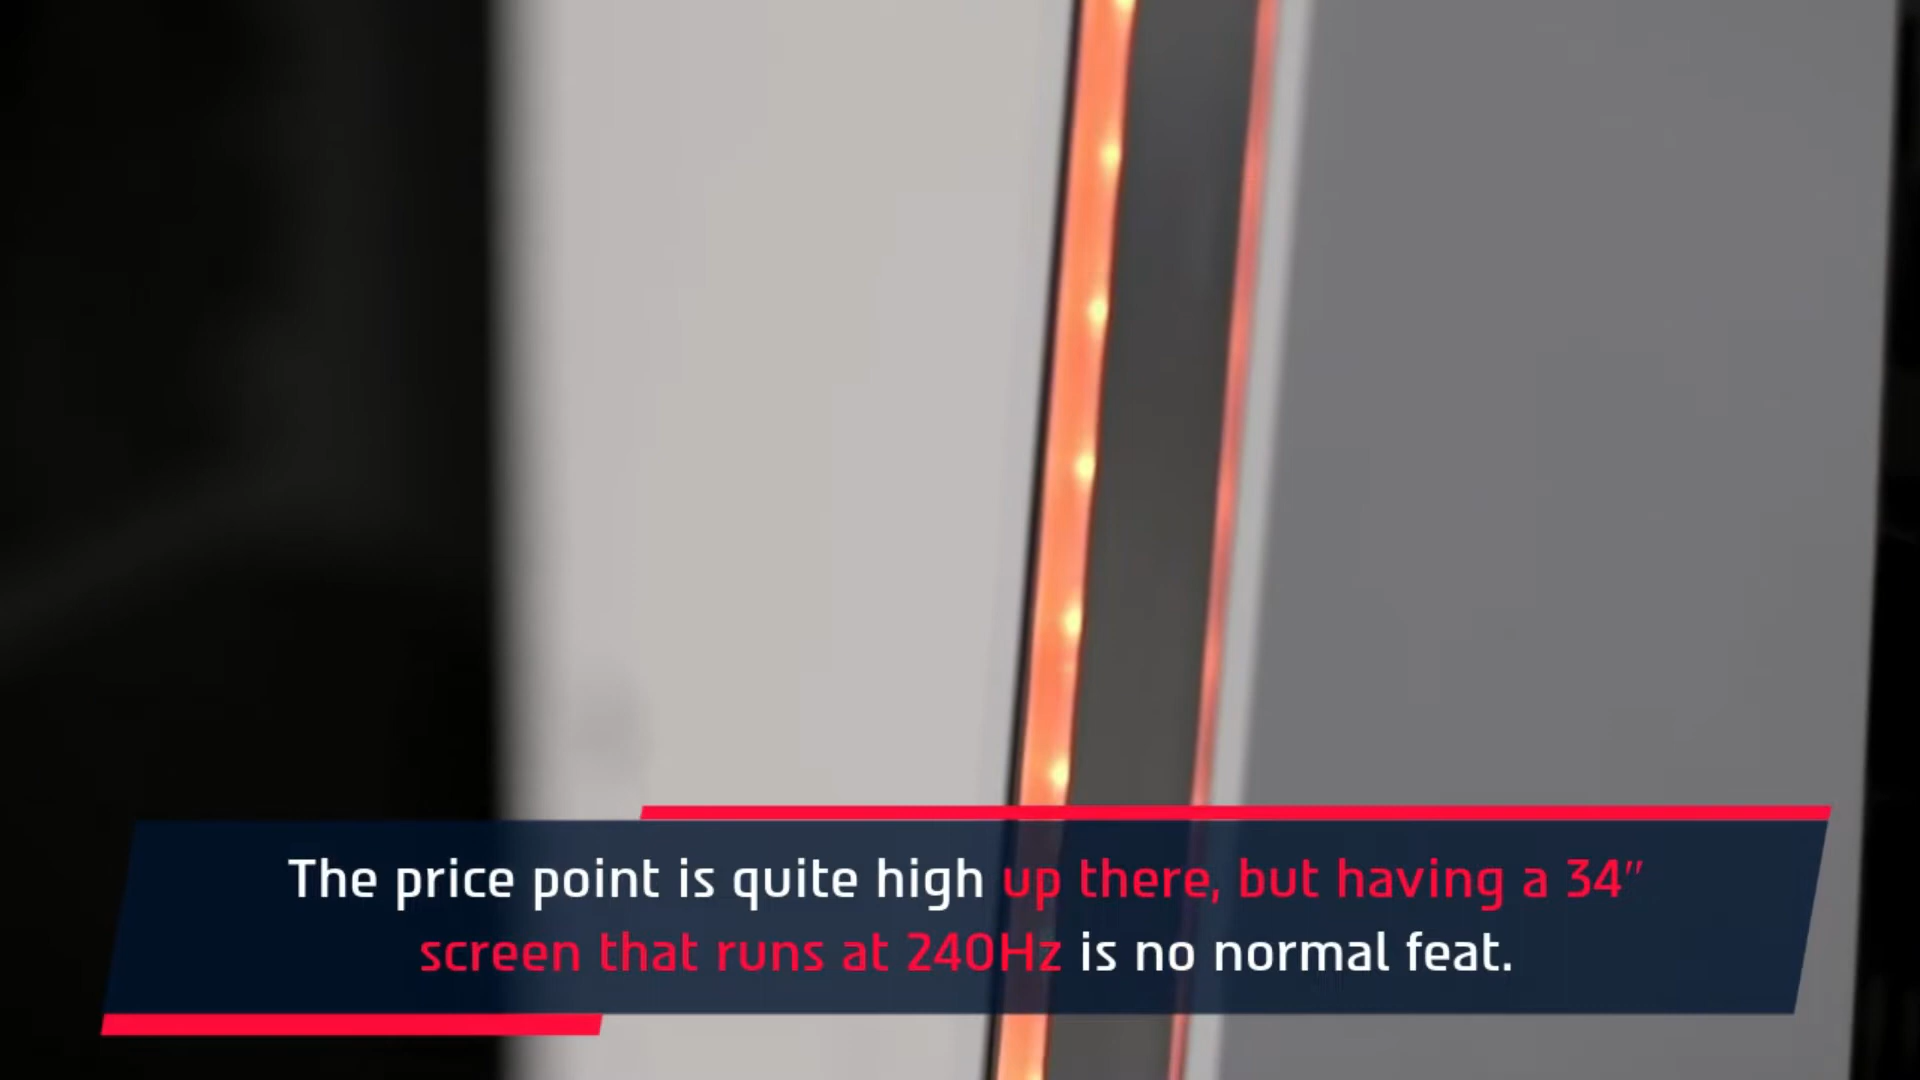 The price point is quite high up there, but having a 34"
screen that runs at 240Hz is no normal feat.